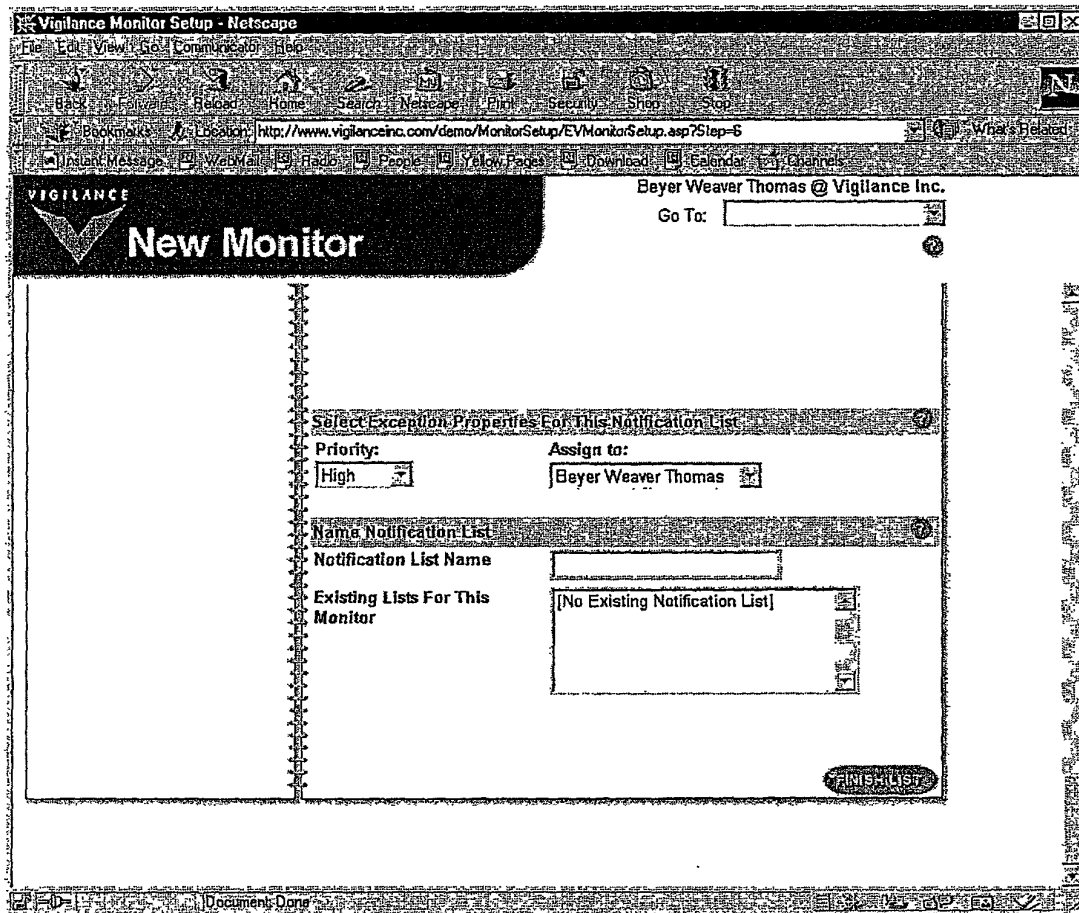 Vigilance Monitor Setup - Netscape
File Edit View Go Communicator Help
Back Forward Reload Home Search Netscape Print Security Shop Stop
N
Bookmarks Location: http://www.vigilanceinc.com/demo/MonitorSetup/EVMonitorSetup.asp?Step=6 What's Related
Instant Message WebMail Radio People Yellow Pages Download Calendar Channels
VIGILANCE
New Monitor
Beyer Weaver Thomas @ Vigilance Inc.
Go To:
?
Select Exception Properties For This Notification List ?
Priority: Assign to:
High Beyer Weaver Thomas
Name Notification List ?
Notification List Name
Existing Lists For This Monitor
[No Existing Notification List]
FINISH LIST
Document: Done